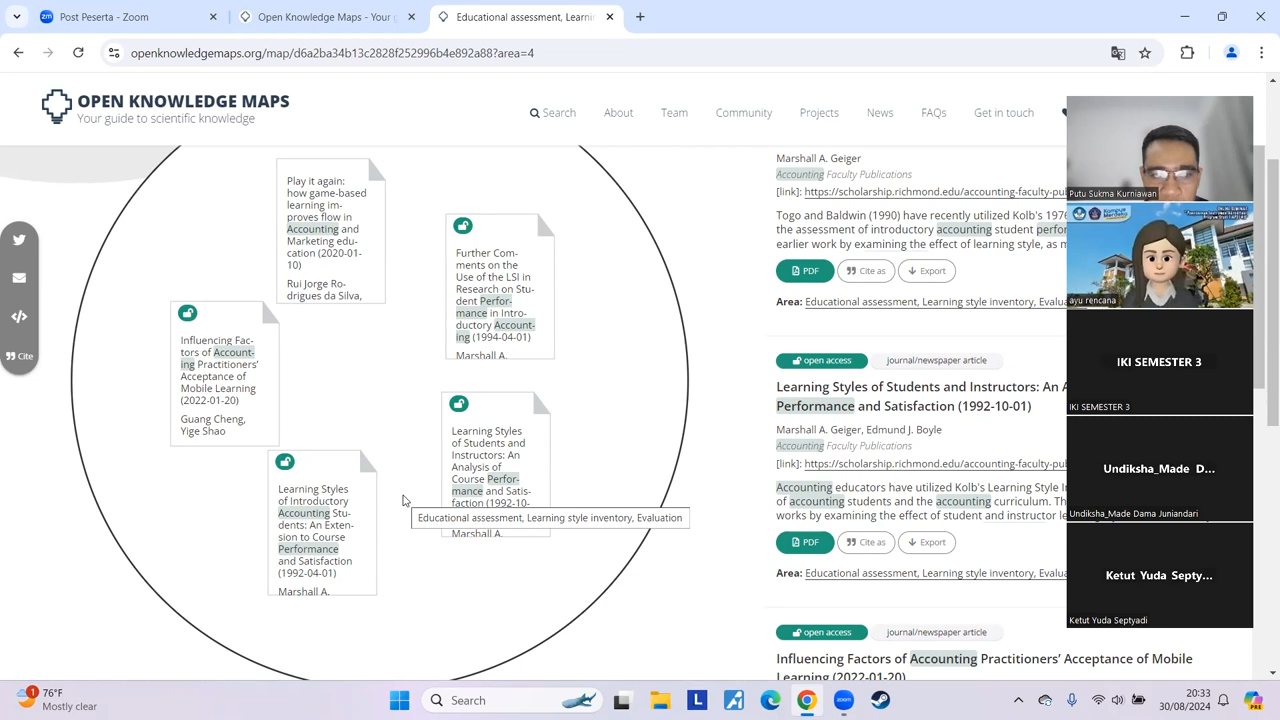 Post Peserta - Zoom
Open Knowledge Maps - Your g
Educational assessment, Learni
openknowledgemaps.org/map/d6a2ba34b13c2828f252996b4e892a88?area=4
OPEN KNOWLEDGE MAPS
Your guide to scientific knowledge
Search
About
Team
Community
Projects
News
FAQs
Get in touch
Cite
Play it again:
how game-based
learning im-
proves flow in
Accounting and
Marketing edu-
cation (2020-01-
10)
Rui Jorge Ro-
drigues da Silva,
Further Com-
ments on the
Use of the LSI in
Research on Stu-
dent Perfor-
mance in Intro-
ductory Account-
ing (1994-04-01)
Marshall A.
Influencing Fac-
tors of Account-
ing Practitioners'
Acceptance of
Mobile Learning
(2022-01-20)
Guang Cheng,
Yige Shao
Learning Styles
of Students and
Instructors: An
Analysis of
Course Perfor-
mance and Satis-
faction (1992-10-
Marshall A.
Learning Styles
of Introductory
Accounting Stu-
dents: An Exten-
sion to Course
Performance
and Satisfaction
(1992-04-01)
Marshall A.
Educational assessment, Learning style inventory, Evaluation
Marshall A. Geiger
Accounting Faculty Publications
[link]: https://scholarship.richmond.edu/accounting-faculty-pu
Togo and Baldwin (1990) have recently utilized Kolb's 1976
the assessment of introductory accounting student perfor
earlier work by examining the effect of learning style, as m
PDF
Cite as
Export
Area: Educational assessment, Learning style inventory, Evalua
open access
journal/newspaper article
Learning Styles of Students and Instructors: An A
Performance and Satisfaction (1992-10-01)
Marshall A. Geiger, Edmund J. Boyle
Accounting Faculty Publications
[link]: https://scholarship.richmond.edu/accounting-faculty-pu
Accounting educators have utilized Kolb's Learning Style In
of accounting students and the accounting curriculum. Th
works by examining the effect of student and instructor le
PDF
Cite as
Export
Area: Educational assessment, Learning style inventory, Evalua
open access
journal/newspaper article
Influencing Factors of Accounting Practitioners' Acceptance of Mobile
Learning (2022-01-20)
Putu Sukma Kurniawan
ayu rencana
IKI SEMESTER 3
IKI SEMESTER 3
Undiksha_Made D...
Undiksha_Made Dama Juniandari
Ketut Yuda Septy...
Ketut Yuda Septyadi
1
76°F
Mostly clear
Search
L
zoom
20:33
30/08/2024
PRE